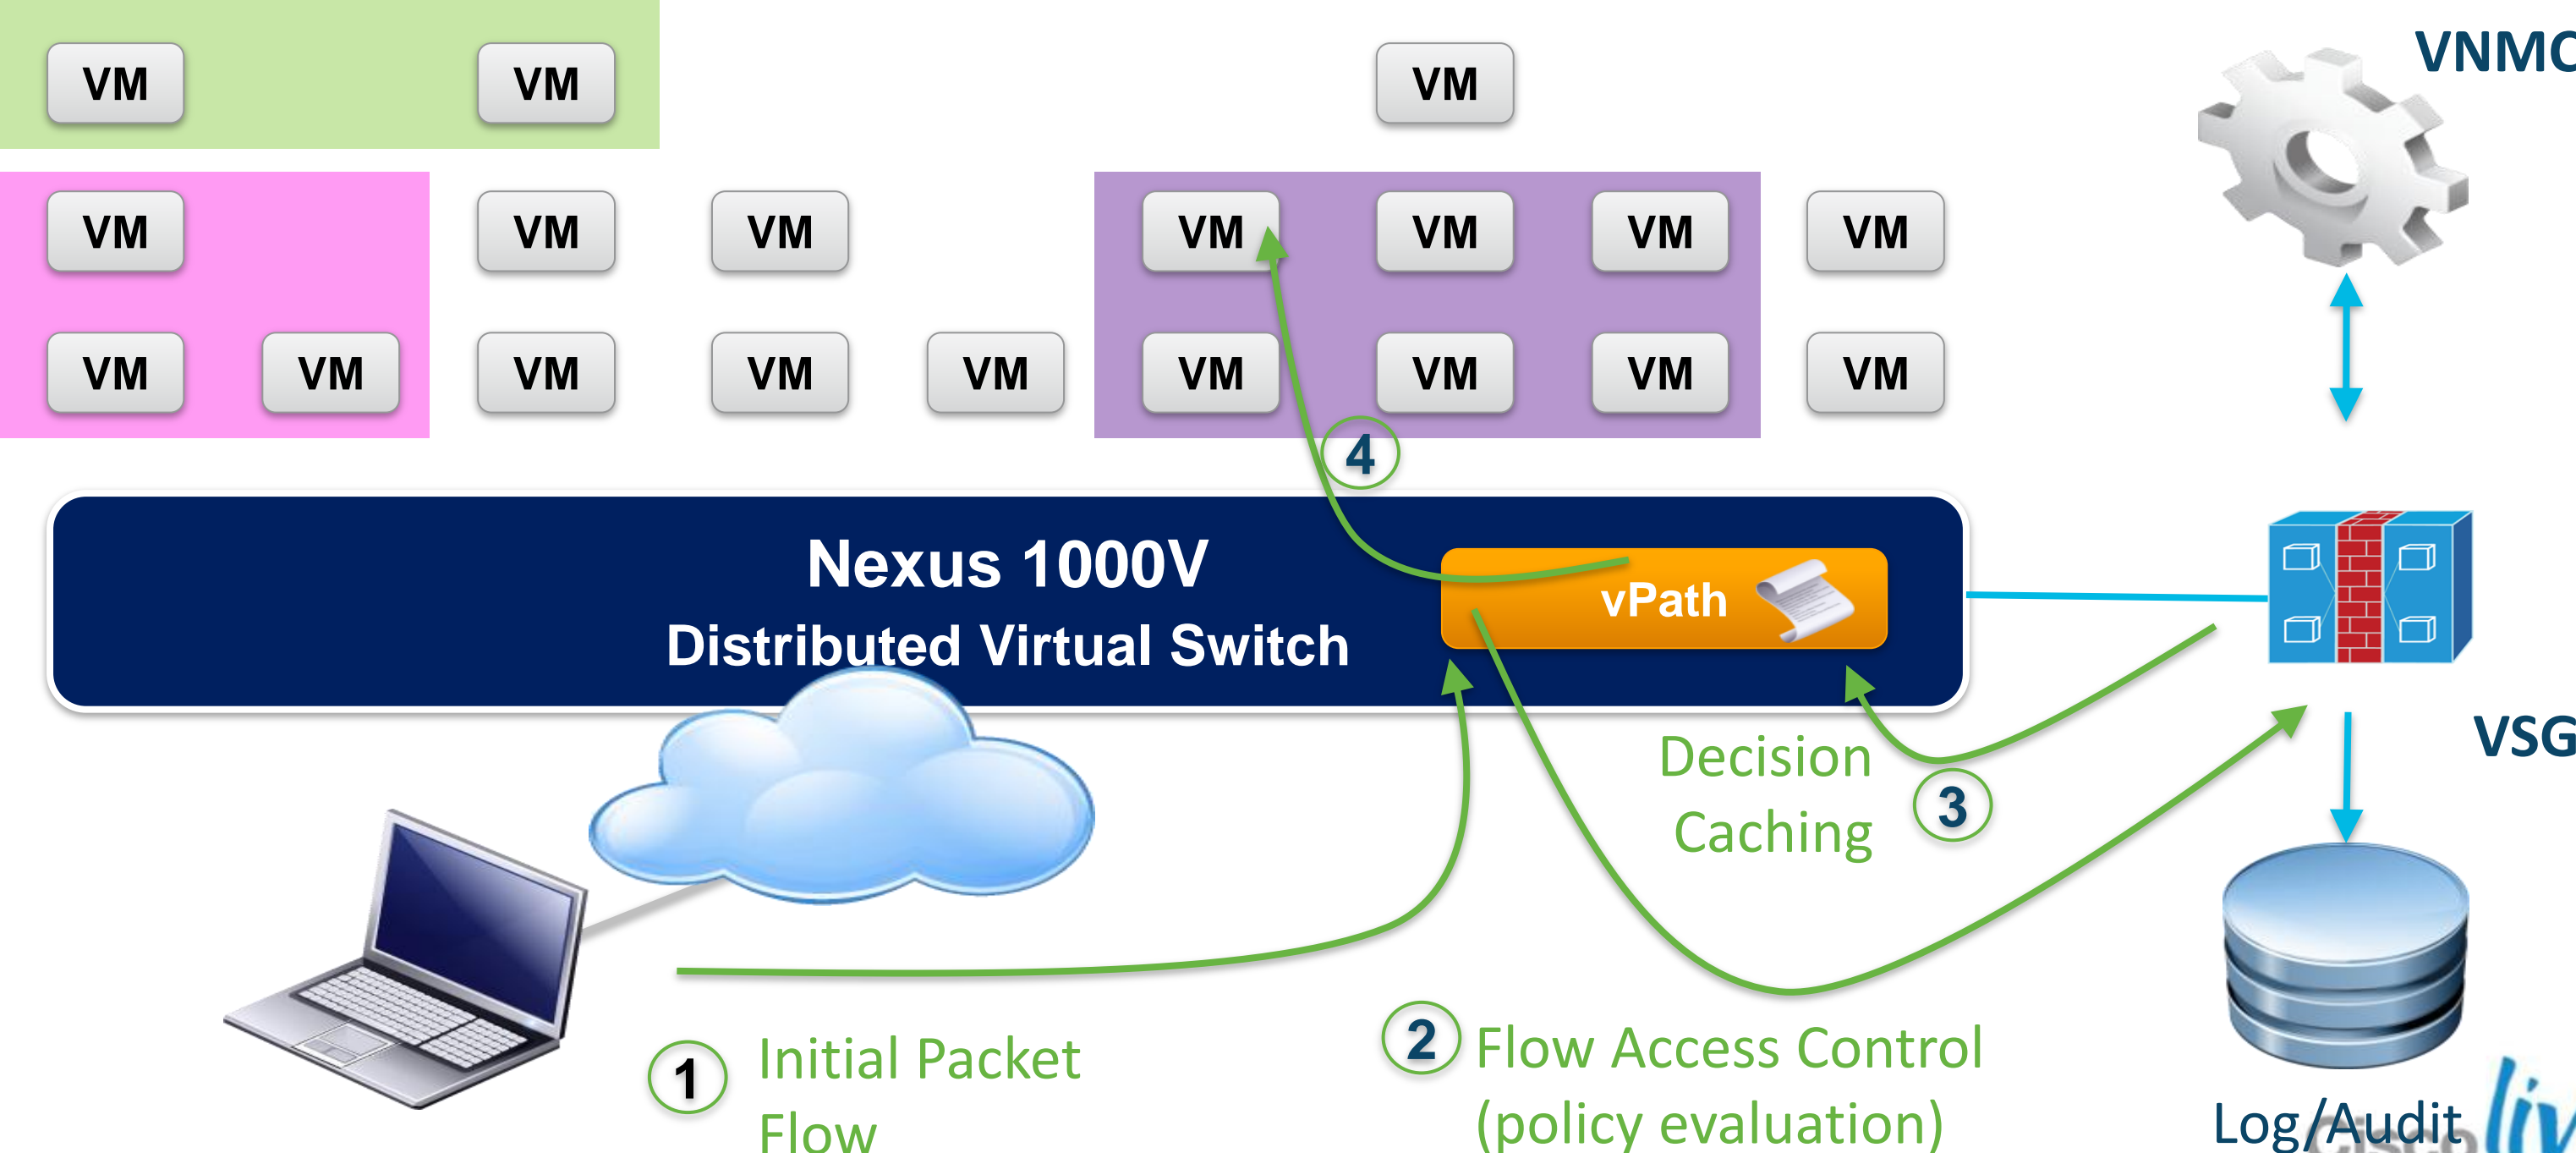 VNMC
VM VM VM
VM VM VM VM VM VM VM
VM VM VM VM VM VM VM VM VM
4
Nexus 1000V
Distributed Virtual Switch
vPath
VSG
Decision
Caching
3
1
Initial Packet
Flow
2
Flow Access Control
(policy evaluation)
Log/Audit